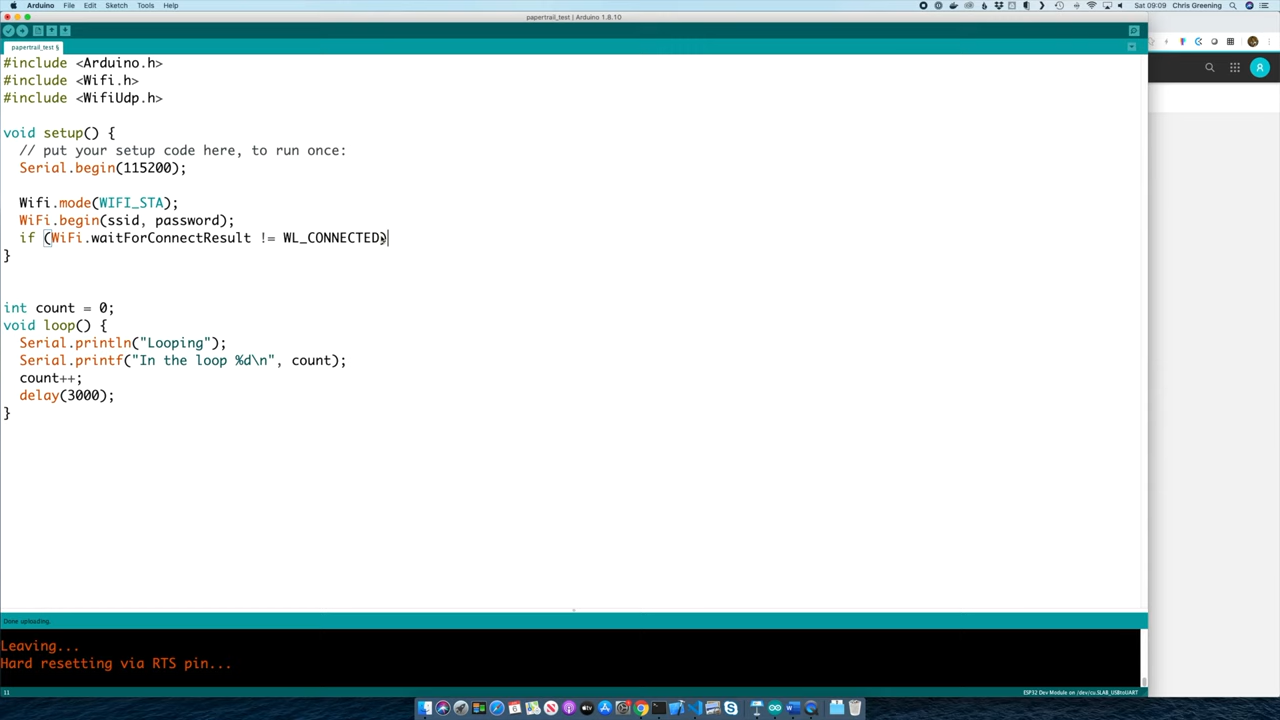 Arduino File Edit Sketch Tools Help
Sat 09:09 Chris Greening
papertrail_test | Arduino 1.8.10
papertrail_test §
#include <Arduino.h>
#include <Wifi.h>
#include <WifiUdp.h>
void setup() {
// put your setup code here, to run once:
Serial.begin(115200);
Wifi.mode(WIFI_STA);
WiFi.begin(ssid, password);
if (WiFi.waitForConnectResult != WL_CONNECTED)
}
int count = 0;
void loop() {
Serial.println("Looping");
Serial.printf("In the loop %d\n", count);
count++;
delay(3000);
}
Done uploading.
Leaving...
Hard resetting via RTS pin...
11
ESP32 Dev Module on /dev/cu.SLAB_USBtoUART